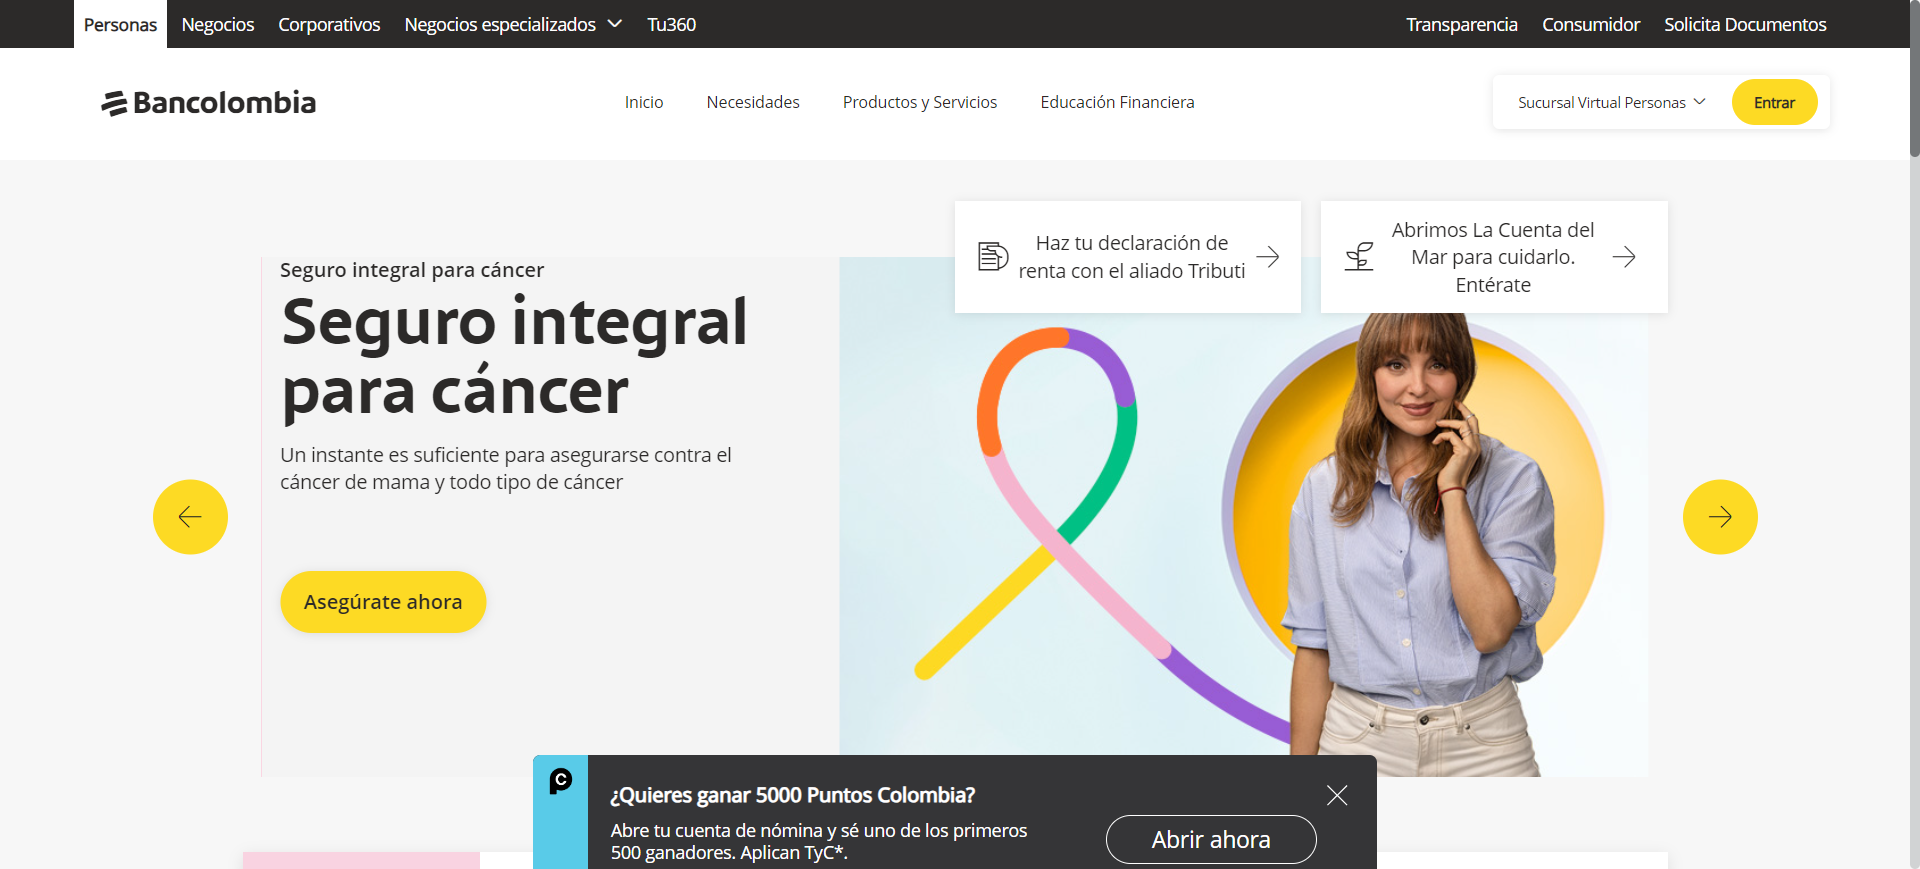 Personas Negocios Corporativos Negocios especializados Tu360 Transparencia Consumidor Solicita Documentos
Bancolombia Inicio Necesidades Productos y Servicios Educación Financiera Sucursal Virtual Personas Entrar
Haz tu declaración de
renta con el aliado Tributi
Abrimos La Cuenta del
Mar para cuidarlo.
Entérate
Seguro integral para cáncer
Seguro integral
para cáncer
Un instante es suficiente para asegurarse contra el
cáncer de mama y todo tipo de cáncer
Asegúrate ahora
¿Quieres ganar 5000 Puntos Colombia?
Abre tu cuenta de nómina y sé uno de los primeros
500 ganadores. Aplican TyC*.
Abrir ahora